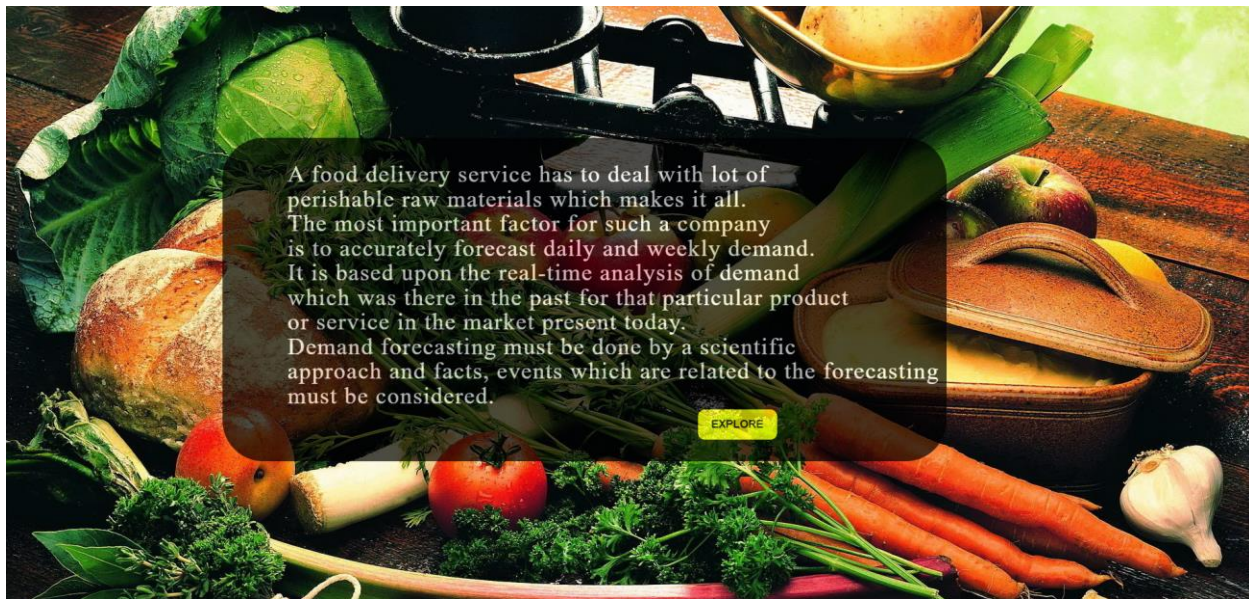 A food delivery service has to deal with lot of
perishable raw materials which makes it all.
The most important factor for such a company
is to accurately forecast daily and weekly demand.
It is based upon the real-time analysis of demand
which was there in the past for that particular product
or service in the market present today.
Demand forecasting must be done by a scientific
approach and facts, events which are related to the forecasting
must be considered.
EXPLORE